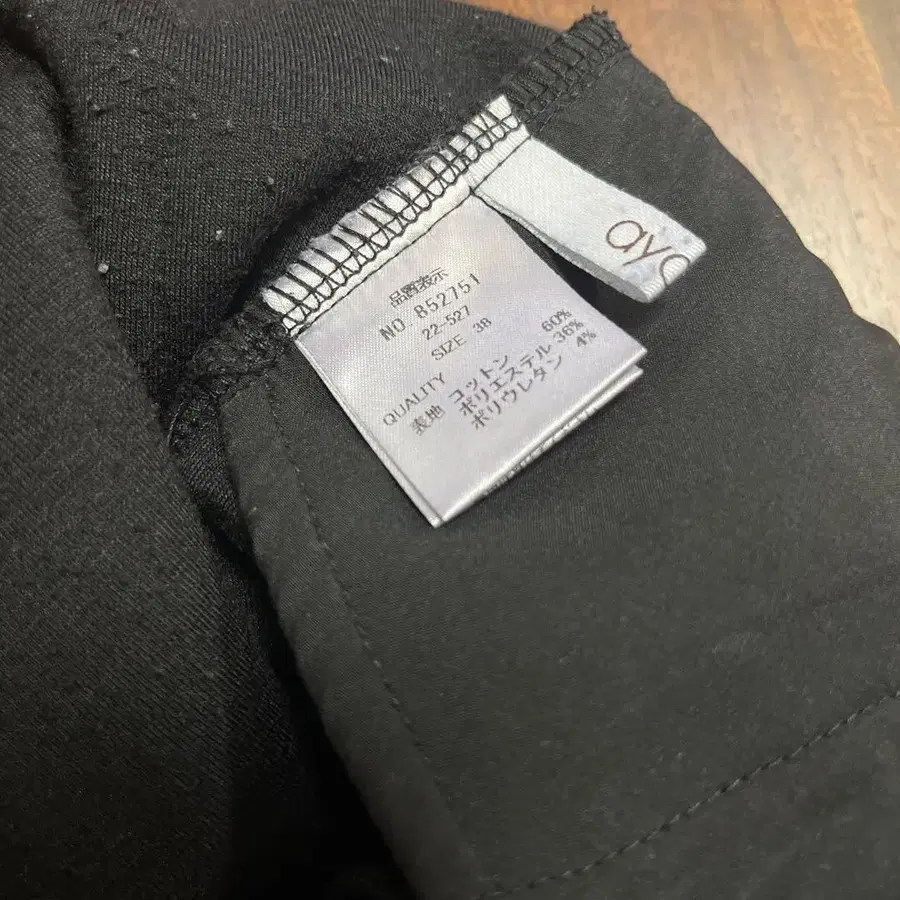 品質表示
NO. 852751
22-527
SIZE 38
QUALITY
表地 コットン 60%
ポリエステル 36%
ポリウレタン 4%